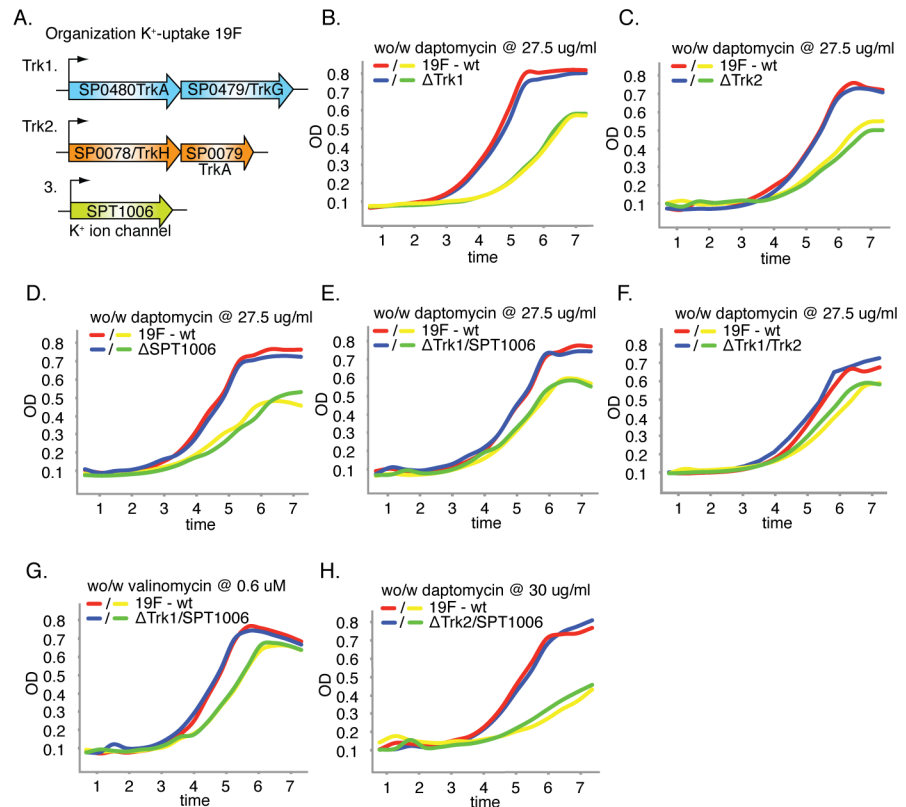 A.
Organization K+-uptake 19F
Trk1.
SP0480TrkA
SP0479/TrkG
Trk2.
SP0078/TrkH
SP0079
TrkA
3.
SPT1006
K+ ion channel
B.
wo/w daptomycin @ 27.5 ug/ml
/ 19F - wt
/ ΔTrk1
OD
0.8
0.7
0.6
0.5
0.4
0.3
0.2
0.1
1 2 3 4 5 6 7
time
C.
wo/w daptomycin @ 27.5 ug/ml
/ 19F - wt
/ ΔTrk2
OD
0.8
0.7
0.6
0.5
0.4
0.3
0.2
0.1
1 2 3 4 5 6 7
time
D.
wo/w daptomycin @ 27.5 ug/ml
/ 19F - wt
/ ΔSPT1006
OD
0.8
0.7
0.6
0.5
0.4
0.3
0.2
0.1
1 2 3 4 5 6 7
time
E.
wo/w daptomycin @ 27.5 ug/ml
/ 19F - wt
/ ΔTrk1/SPT1006
OD
0.8
0.7
0.6
0.5
0.4
0.3
0.2
0.1
1 2 3 4 5 6 7
time
F.
wo/w daptomycin @ 27.5 ug/ml
/ 19F - wt
/ ΔTrk1/Trk2
OD
0.8
0.7
0.6
0.5
0.4
0.3
0.2
0.1
1 2 3 4 5 6 7
time
G.
wo/w valinomycin @ 0.6 uM
/ 19F - wt
/ ΔTrk1/SPT1006
OD
0.8
0.7
0.6
0.5
0.4
0.3
0.2
0.1
1 2 3 4 5 6 7
time
H.
wo/w daptomycin @ 30 ug/ml
/ 19F - wt
/ ΔTrk2/SPT1006
OD
0.8
0.7
0.6
0.5
0.4
0.3
0.2
0.1
1 2 3 4 5 6 7
time